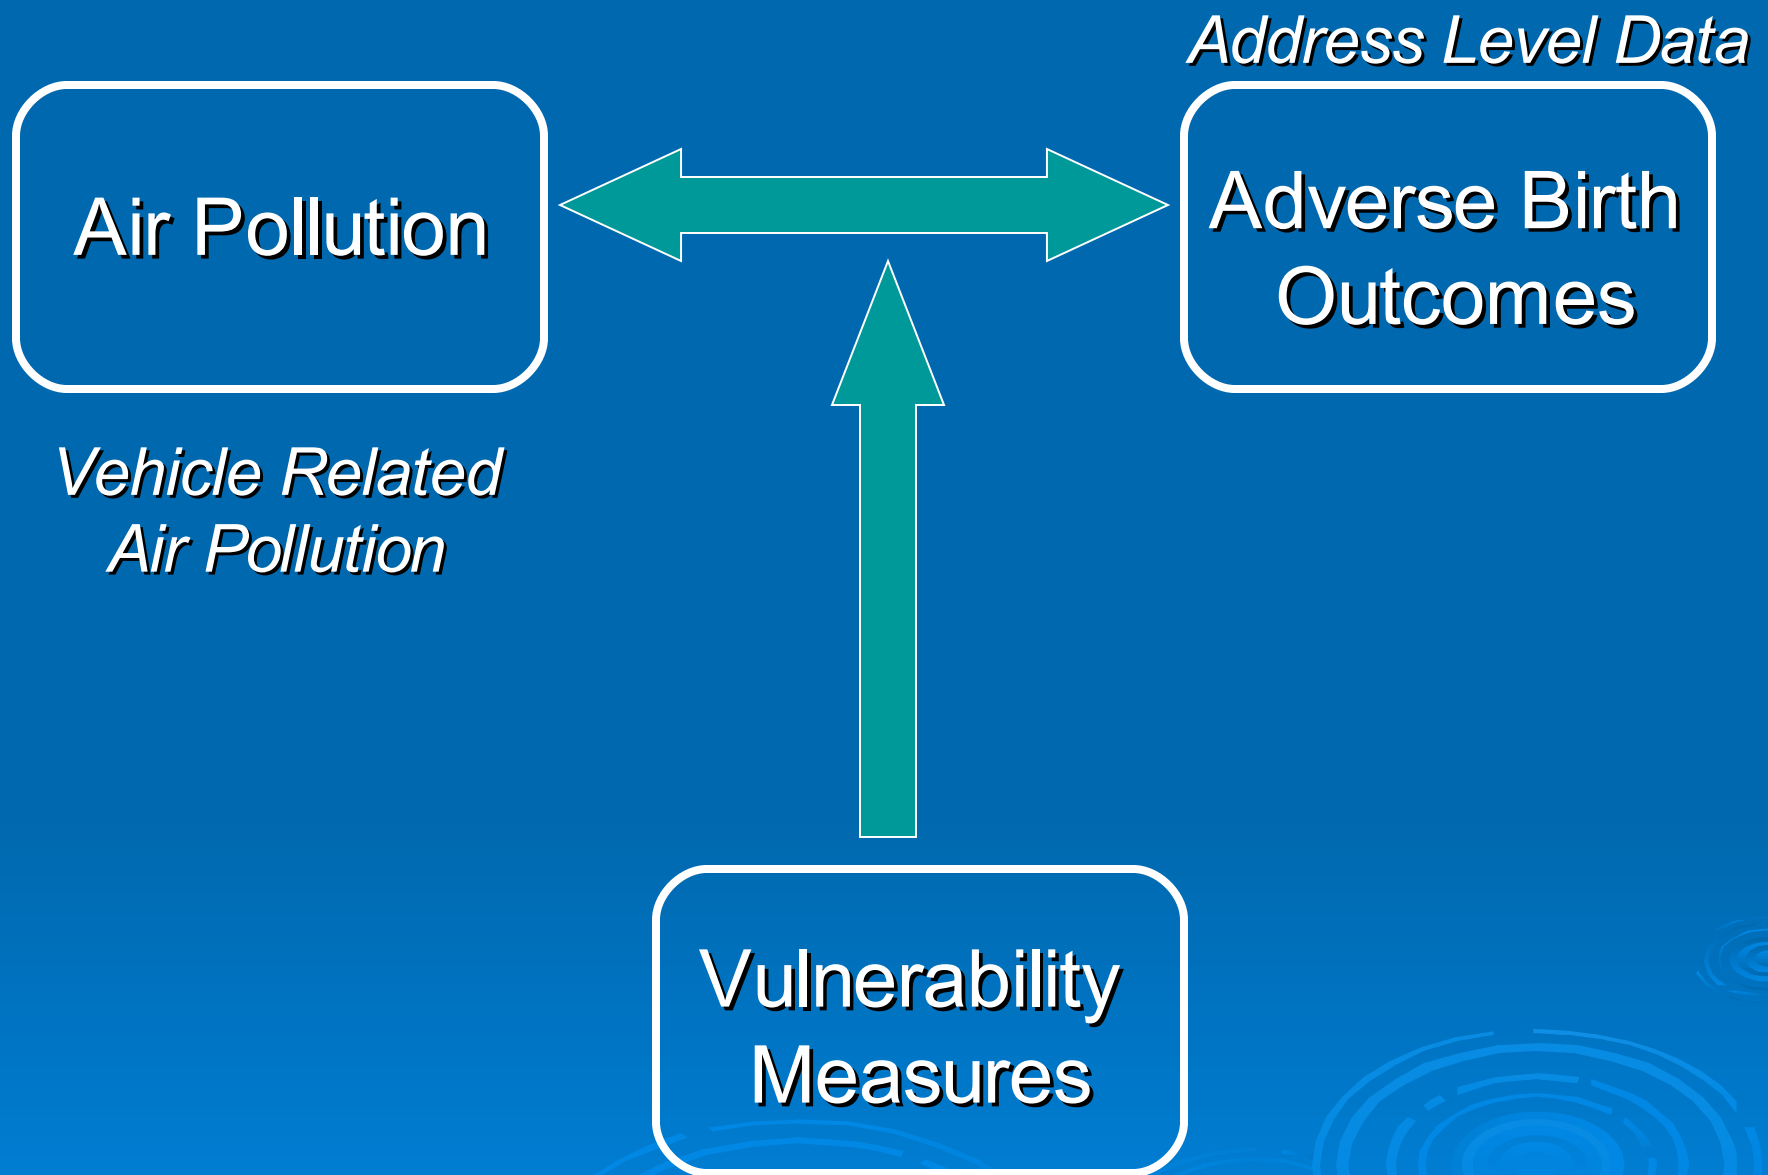 Address Level Data
Air Pollution
Adverse Birth
Outcomes
Vehicle Related
Air Pollution
Vulnerability
Measures